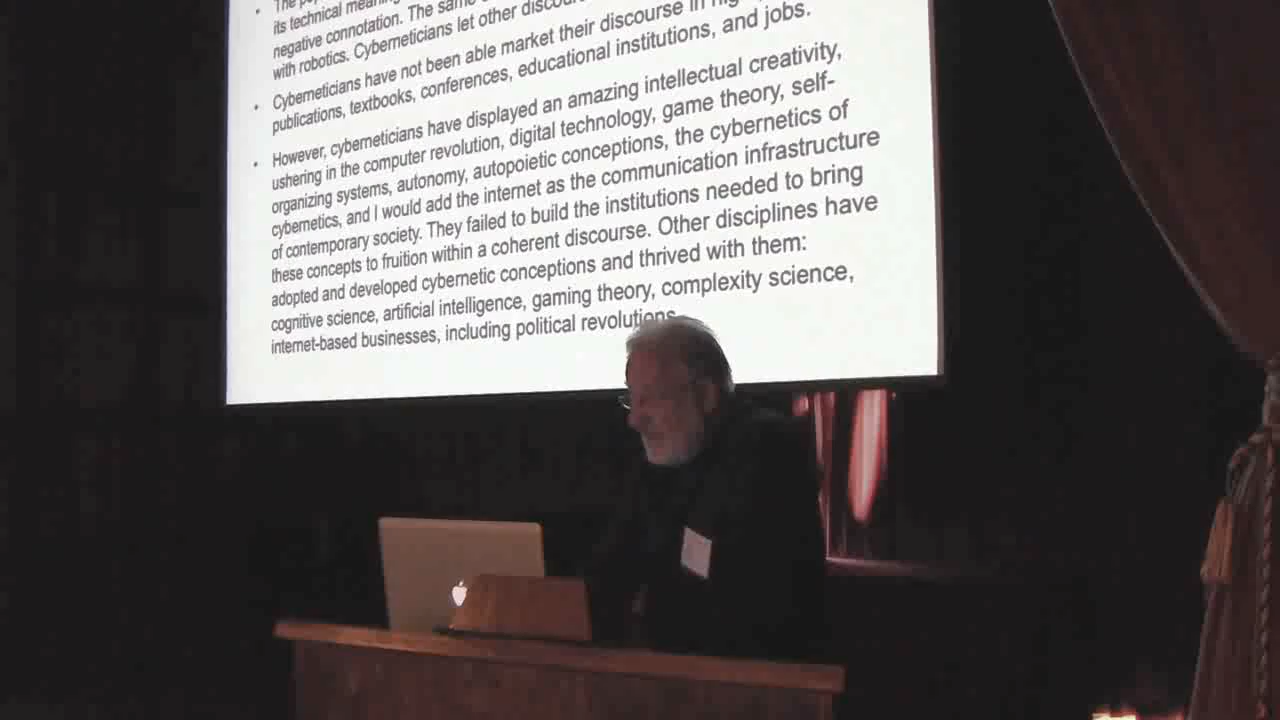 • The
its technical
negative connotation. The same
with robotics. Cyberneticians let other
• Cyberneticians have not been able market their discourse in
publications, textbooks, conferences, educational institutions, and jobs.
• However, cyberneticians have displayed an amazing intellectual creativity,
ushering in the computer revolution, digital technology, game theory, self-
organizing systems, autonomy, autopoietic conceptions, the cybernetics of
cybernetics, and I would add the internet as the communication infrastructure
of contemporary society. They failed to build the institutions needed to bring
these concepts to fruition within a coherent discourse. Other disciplines have
adopted and developed cybernetic conceptions and thrived with them:
cognitive science, artificial intelligence, gaming theory, complexity science,
internet-based businesses, including political revolutions.